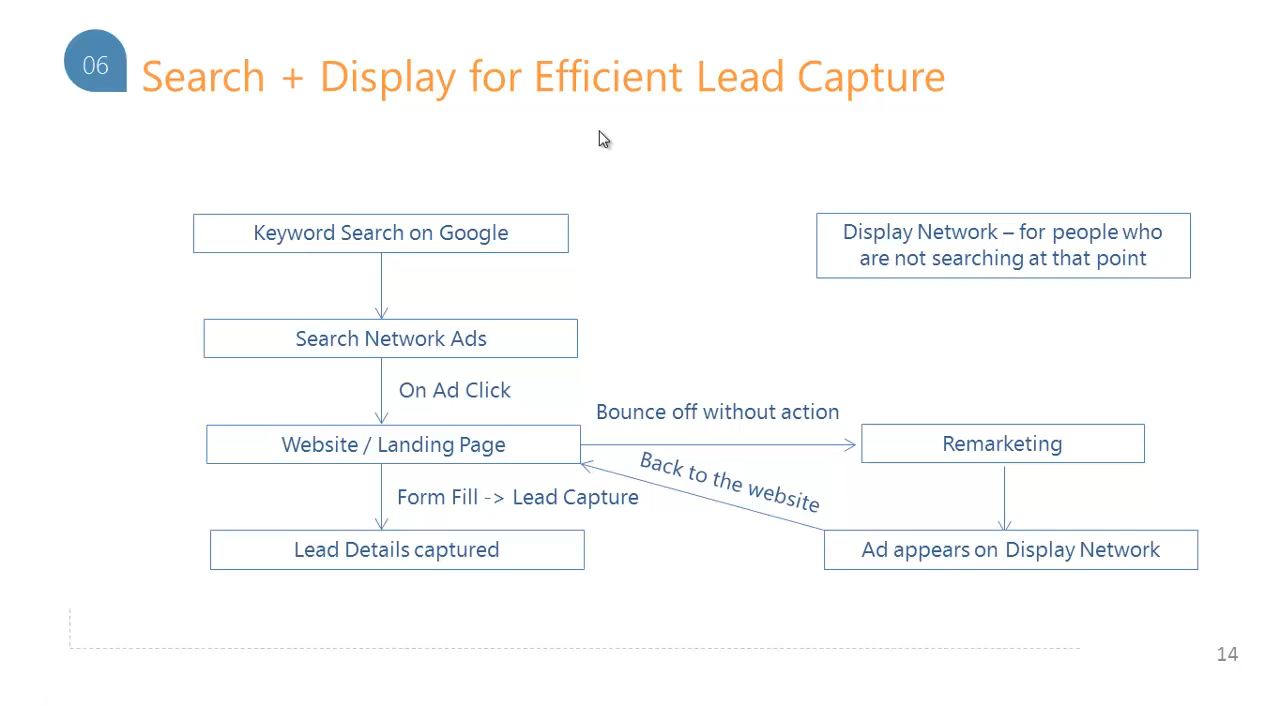 06
Search + Display for Efficient Lead Capture
Keyword Search on Google
Display Network – for people who
are not searching at that point
Search Network Ads
On Ad Click
Bounce off without action
Website / Landing Page
Remarketing
Back to the website
Form Fill -> Lead Capture
Lead Details captured
Ad appears on Display Network
14